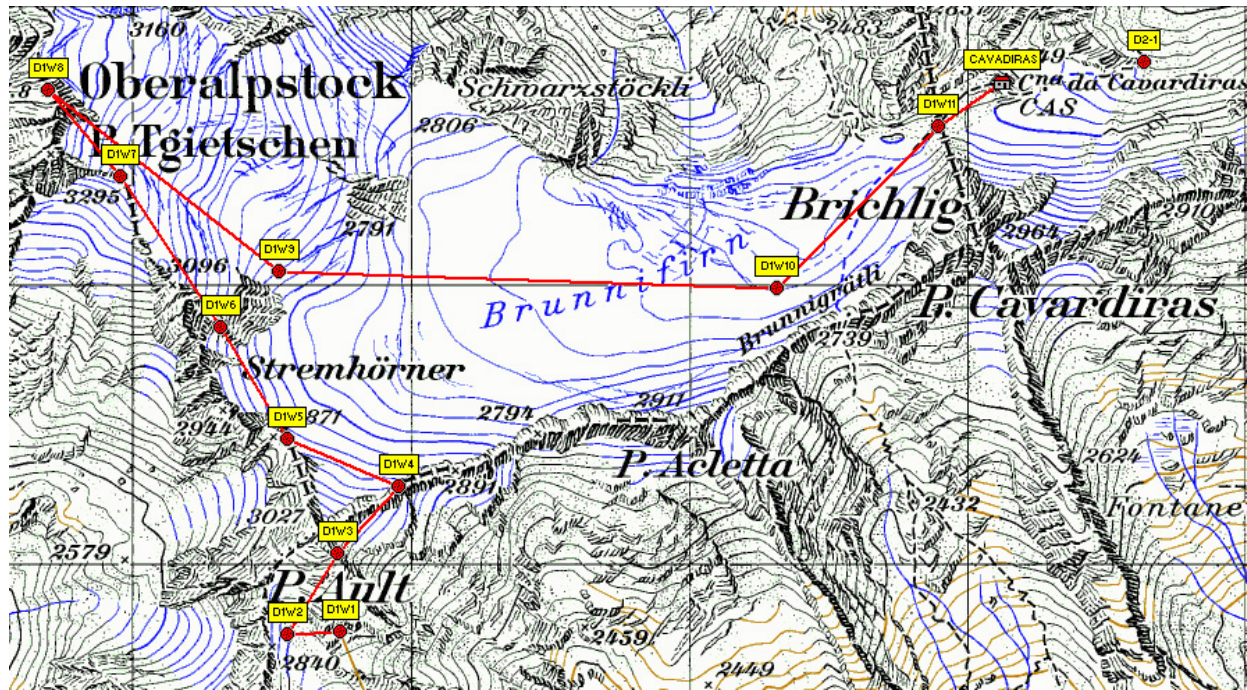 3160
2483
D2-1
D1W8
CAVADIRAS
Oberalpstock
Schwarzstöckli
Cna da Cavardiras
CAS
2806
D1W11
P. Tgietschen
D1W7
3295
2791
Brichlig
2910
2964
D1W9
3096
Brunnifirn
D1W10
D1W6
Brunnigrätli
P. Cavardiras
2739
Stremhörner
D1W5
871
2794
2911
2944
D1W4
2891
P. Acletta
2624
2432
Fontane
3027
D1W3
2579
P. Ault
D1W2
D1W1
2840
2459
2449